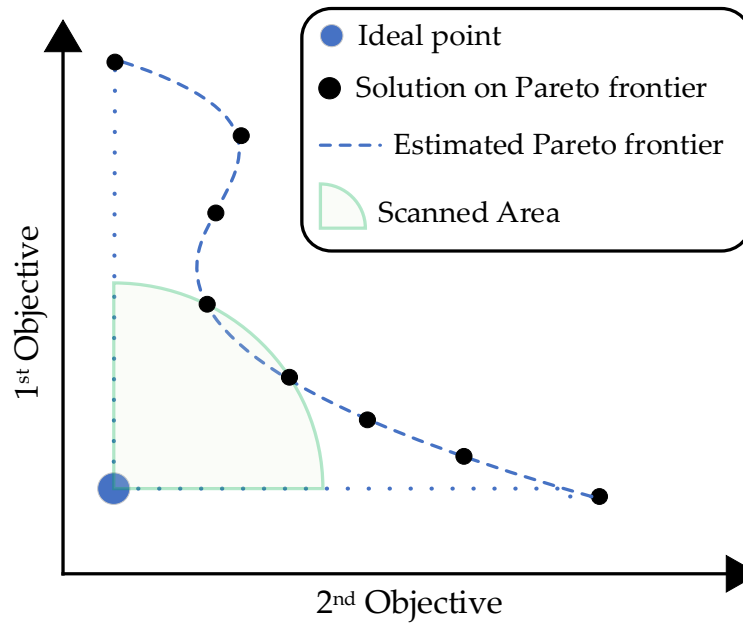 Ideal point
Solution on Pareto frontier
Estimated Pareto frontier
Scanned Area
1st Objective
2nd Objective